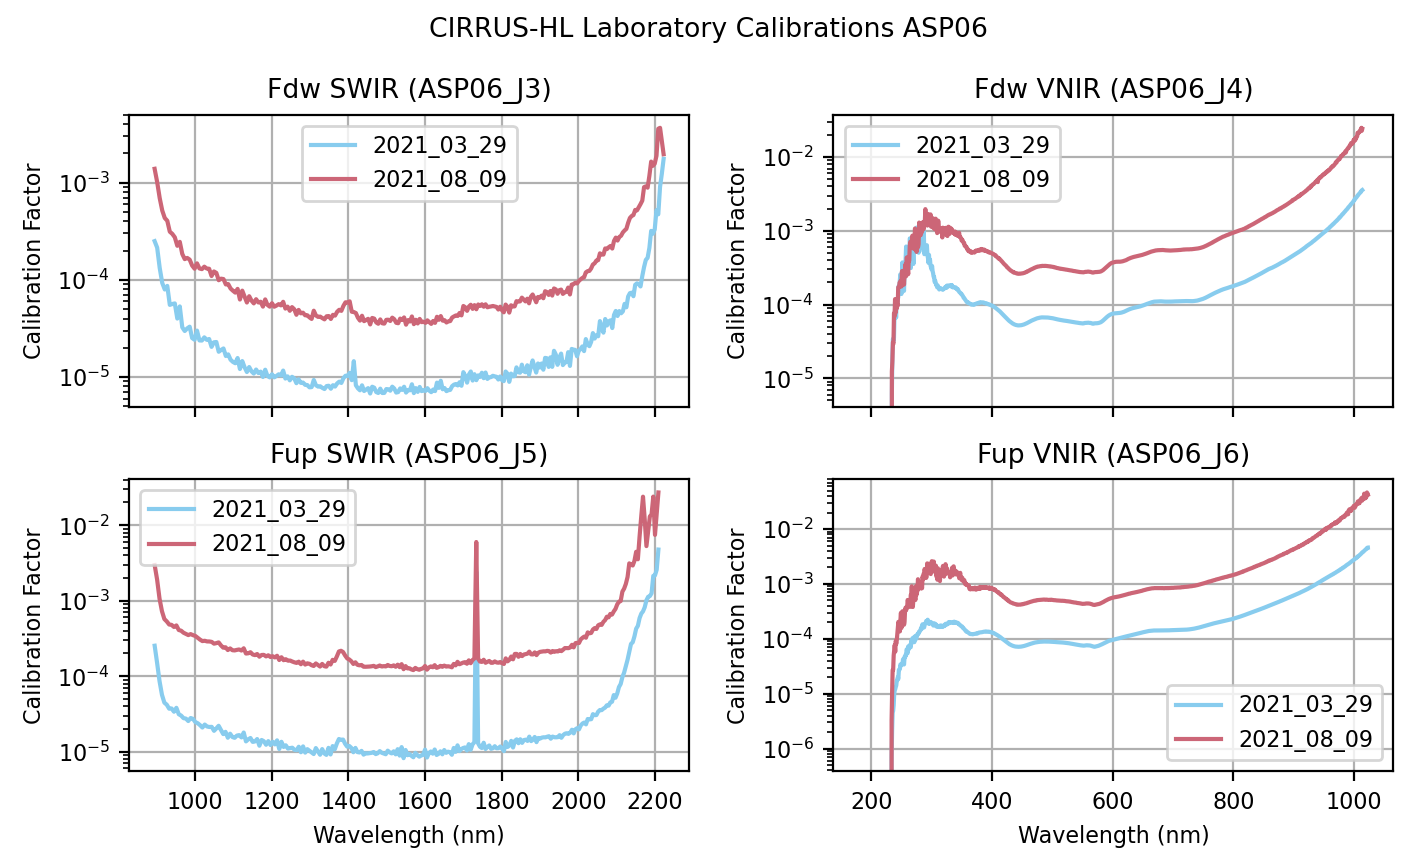 CIRRUS-HL Laboratory Calibrations ASP06
Fdw SWIR (ASP06_J3)
Calibration Factor
10⁻³
10⁻⁴
10⁻⁵
2021_03_29
2021_08_09
Fdw VNIR (ASP06_J4)
Calibration Factor
10⁻²
10⁻³
10⁻⁴
10⁻⁵
2021_03_29
2021_08_09
Fup SWIR (ASP06_J5)
Calibration Factor
10⁻²
10⁻³
10⁻⁴
10⁻⁵
2021_03_29
2021_08_09
1000 1200 1400 1600 1800 2000 2200
Wavelength (nm)
Fup VNIR (ASP06_J6)
Calibration Factor
10⁻²
10⁻³
10⁻⁴
10⁻⁵
10⁻⁶
2021_03_29
2021_08_09
200 400 600 800 1000
Wavelength (nm)